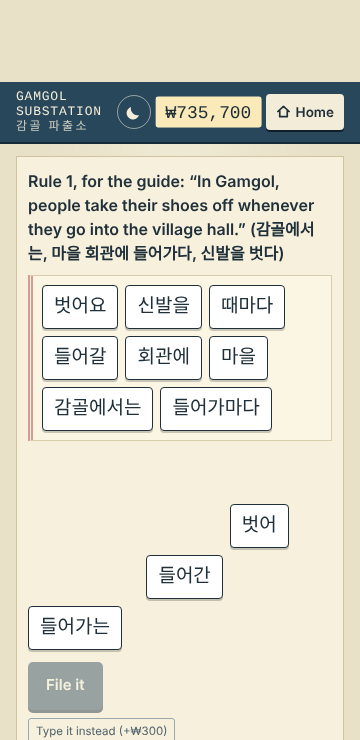 GAMGOL
SUBSTATION
감골 파출소
₩735,700
Home
Rule 1, for the guide: “In Gamgol,
people take their shoes off whenever
they go into the village hall.” (감골에서
는, 마을 회관에 들어가다, 신발을 벗다)
벗어요 신발을 때마다
들어갈 회관에 마을
감골에서는 들어가마다
벗어
들어간
들어가는
File it
Type it instead (+₩300)